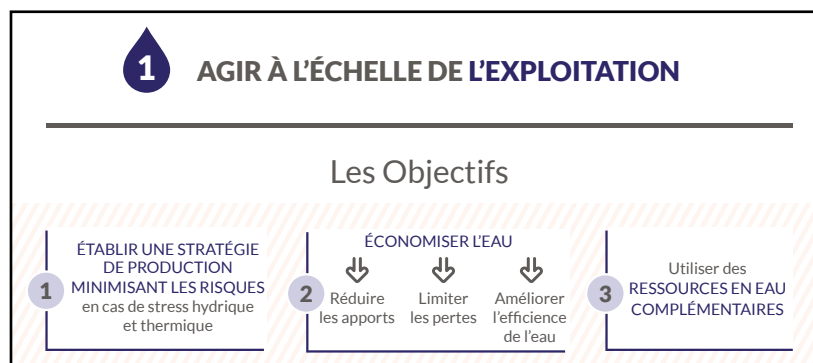 1 AGIR À L'ÉCHELLE DE L'EXPLOITATION
Les Objectifs
1
ÉTABLIR UNE STRATÉGIE
DE PRODUCTION
MINIMISANT LES RISQUES
en cas de stress hydrique
et thermique
2
ÉCONOMISER L'EAU
Réduire
les apports
Limiter
les pertes
Améliorer
l'efficience
de l'eau
3
Utiliser des
RESSOURCES EN EAU
COMPLÉMENTAIRES